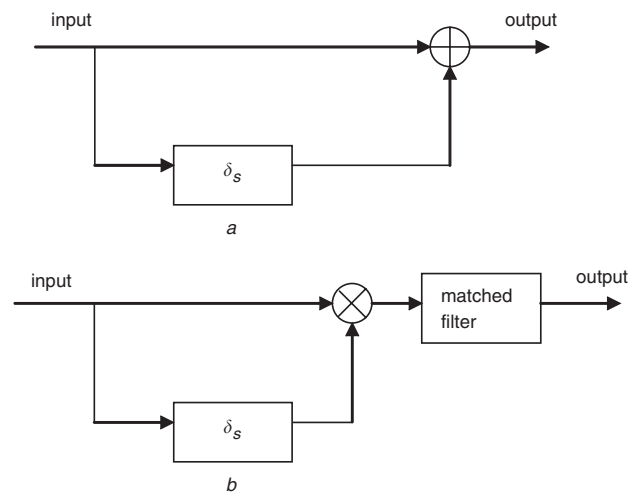 input output
δs
a
input output
matched
filter
δs
b